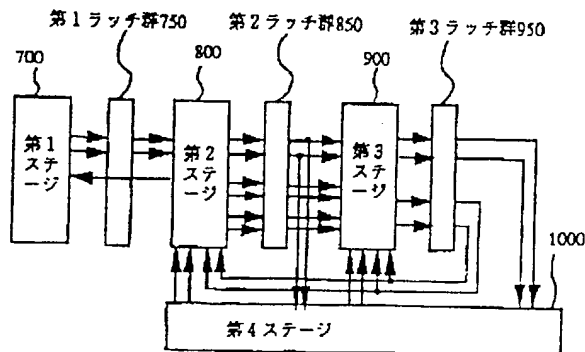 第1ラッチ群750
第2ラッチ群850
第3ラッチ群950
700
800
900
第1
ステ
ージ
第2
ステ
ージ
第3
ステ
ージ
1000
第4ステージ